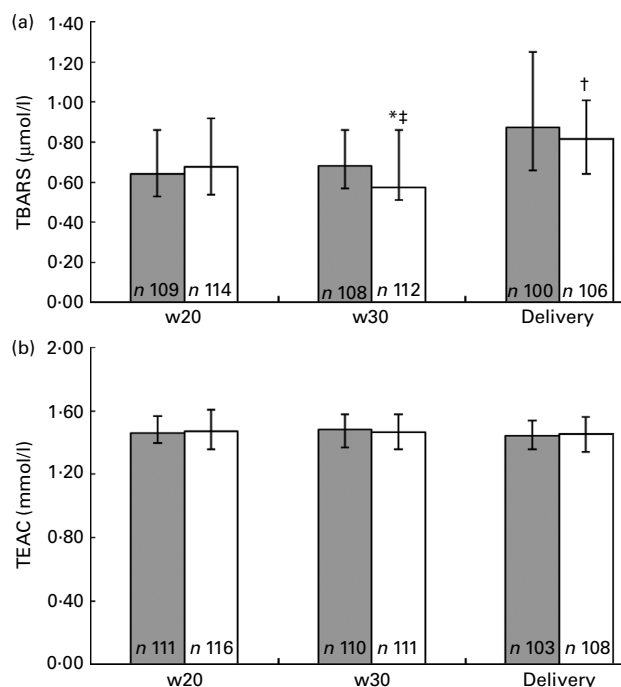 (a)
TBARS (μmol/l)
1·40
1·20
1·00
0·80
0·60
0·40
0·20
0·00
*‡
†
n 109 n 114 n 108 n 112 n 100 n 106
w20 w30 Delivery
(b)
TEAC (mmol/l)
2·00
1·60
1·20
0·80
0·40
0·00
n 111 n 116 n 110 n 111 n 103 n 108
w20 w30 Delivery